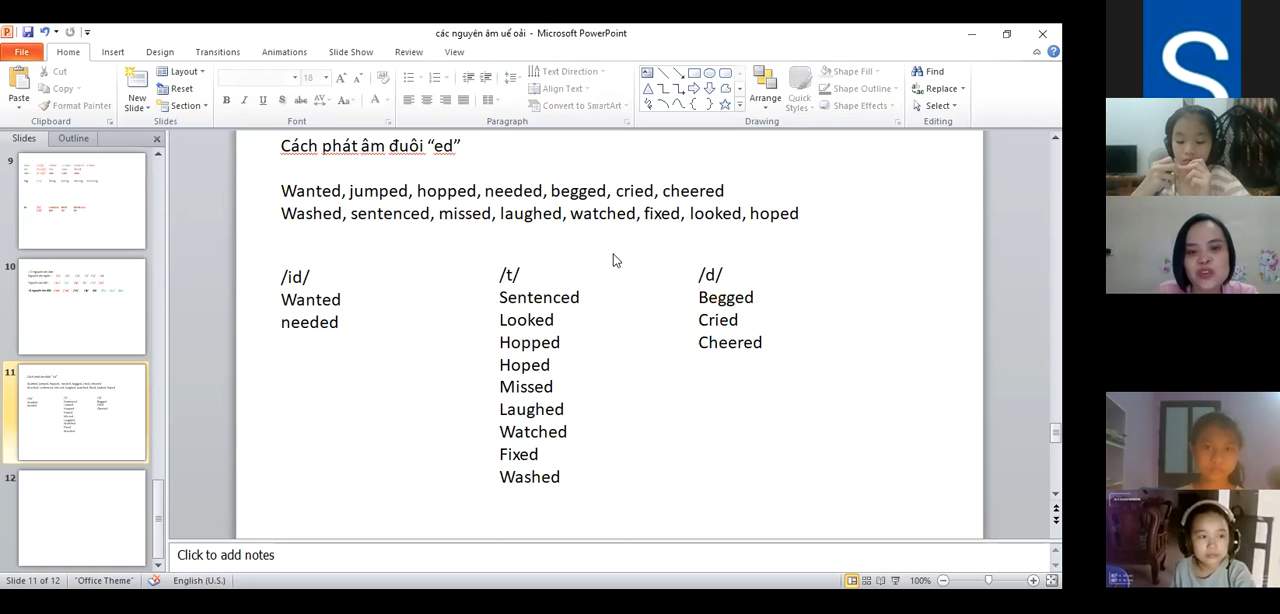 các nguyên âm uể oải - Microsoft PowerPoint
File Home Insert Design Transitions Animations Slide Show Review View
Paste Cut Copy Format Painter
New Slide Layout Reset Section
18
Text Direction Align Text Convert to SmartArt
Arrange Quick Styles Shape Fill Shape Outline Shape Effects
Find Replace Select
Clipboard Slides Font Paragraph Drawing Editing
Slides Outline
9
10
11
12
Cách phát âm đuôi “ed”
Wanted, jumped, hopped, needed, begged, cried, cheered
Washed, sentenced, missed, laughed, watched, fixed, looked, hoped
/id/
Wanted
needed
/t/
Sentenced
Looked
Hopped
Hoped
Missed
Laughed
Watched
Fixed
Washed
/d/
Begged
Cried
Cheered
Click to add notes
Slide 11 of 12 "Office Theme" English (U.S.) 100%
S